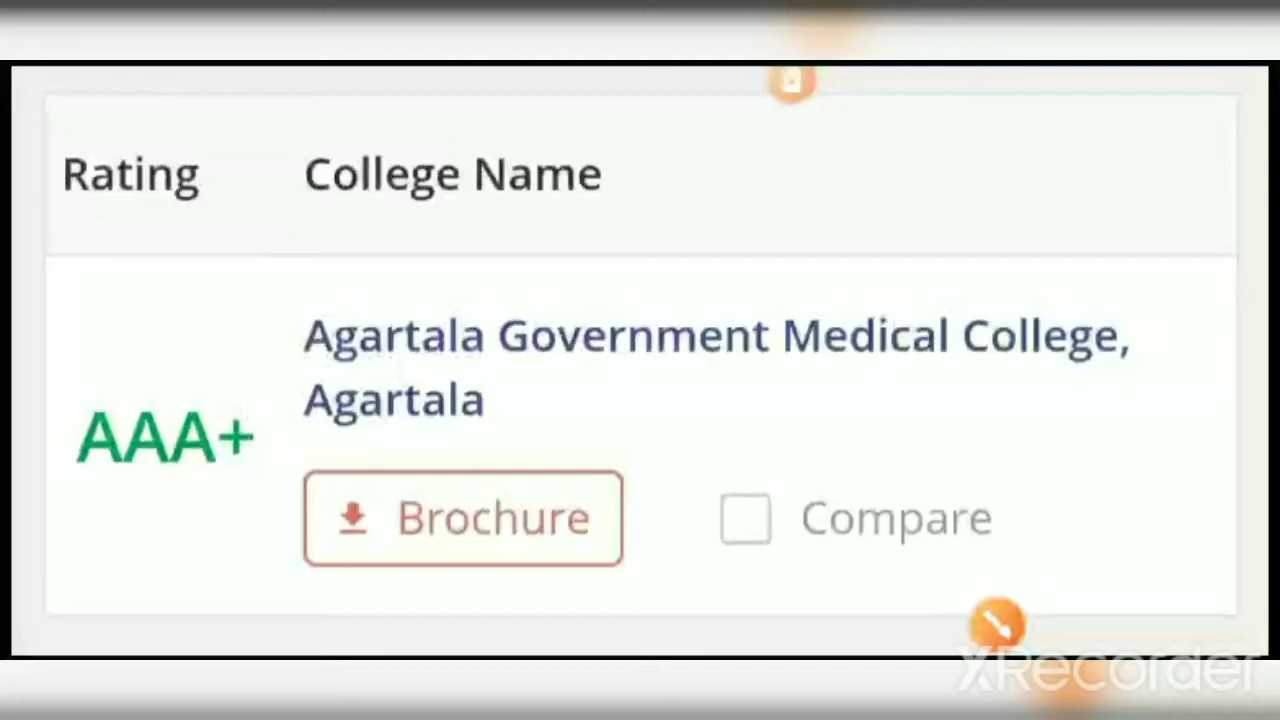 Rating College Name
Agartala Government Medical College,
Agartala
AAA+
Brochure Compare
XRecorder